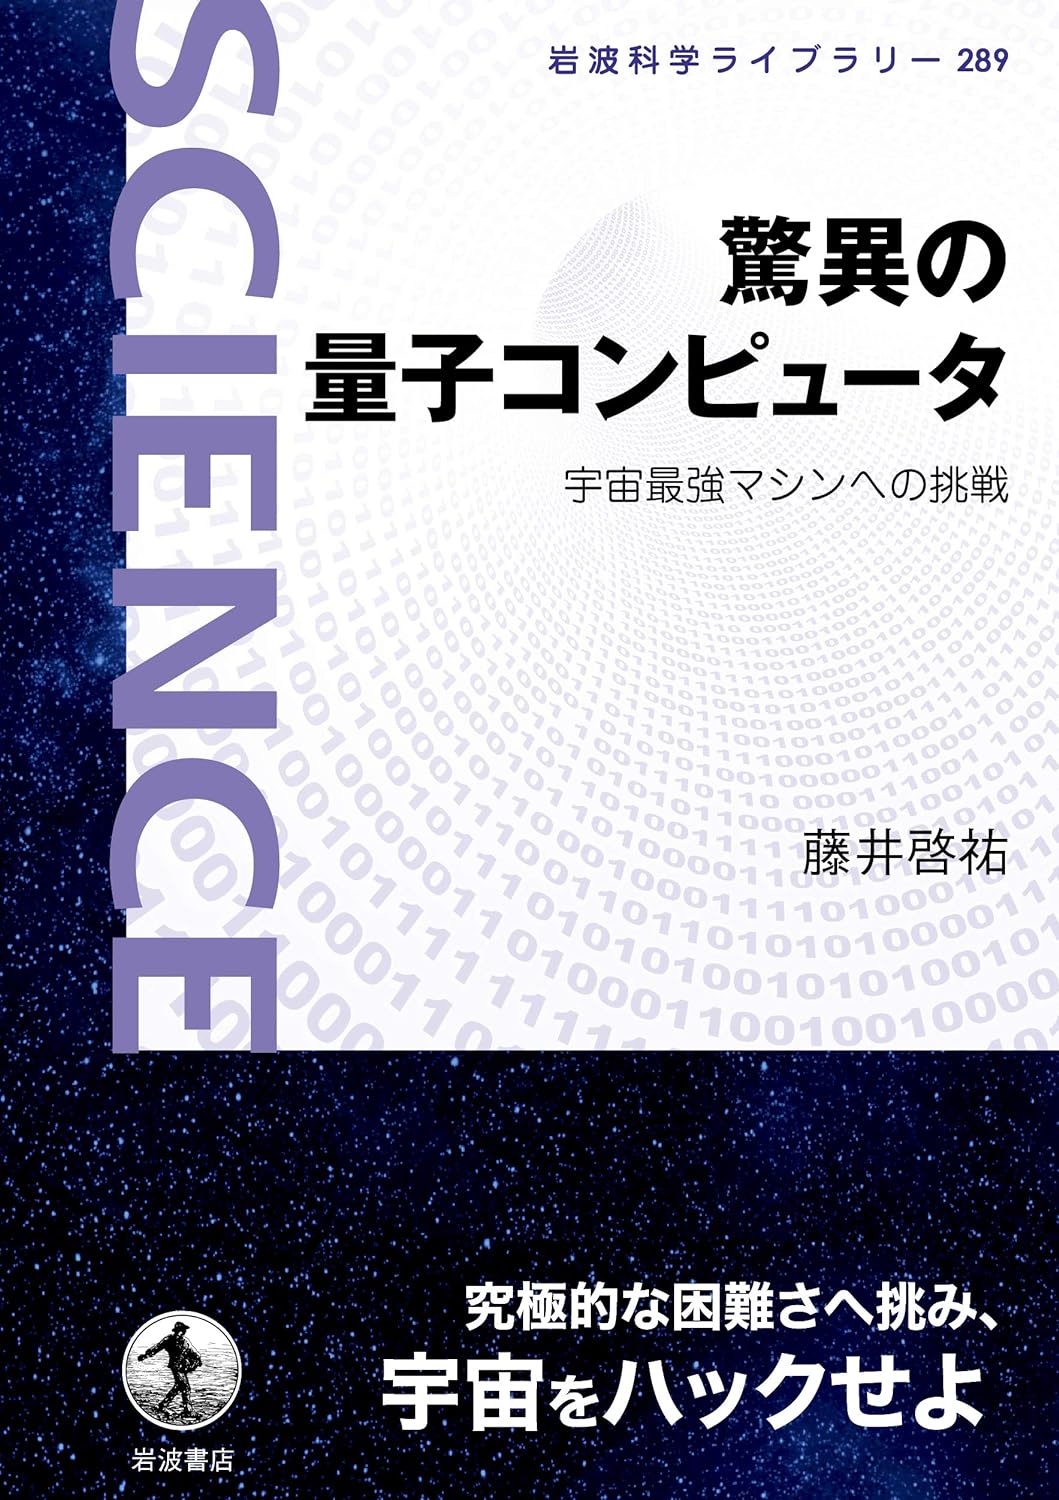 岩波科学ライブラリー 289
SCIENCE
驚異の
量子コンピュータ
宇宙最強マシンへの挑戦
藤井啓祐
究極的な困難さへ挑み、
宇宙をハックせよ
岩波書店